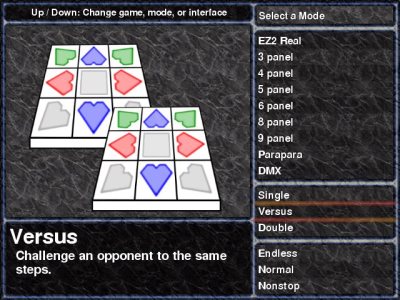 Up / Down: Change game, mode, or interface
Select a Mode
EZ2 Real
3 panel
4 panel
5 panel
6 panel
8 panel
9 panel
Parapara
DMX
Single
Versus
Double
Endless
Normal
Nonstop
Versus
Challenge an opponent to the same
steps.